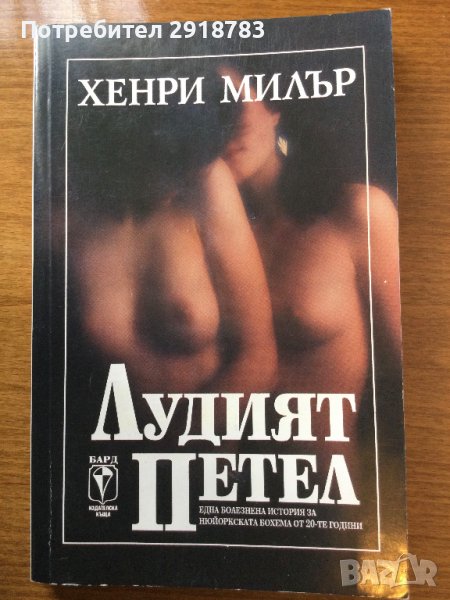 Потребител 2918783
ХЕНРИ МИЛЪР
ЛУДИЯТ
ПЕТЕЛ
БАРД
ИЗДАТЕЛСКА
КЪЩА
ЕДНА БОЛЕЗНЕНА ИСТОРИЯ ЗА
НЮЙОРКСКАТА БОХЕМА ОТ 20-ТЕ ГОДИНИ
BAZAR